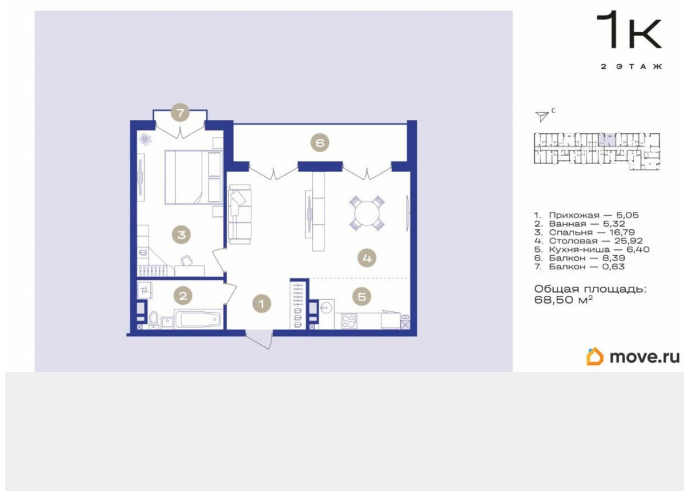 1к
2 ЭТАЖ
С
1. Прихожая — 5,05
2. Ванная — 5,32
3. Спальня — 16,79
4. Столовая — 25,92
5. Кухня-ниша — 6,40
6. Балкон — 8,39
7. Балкон — 0,63
Общая площадь:
68,50 м²
7
6
3
4
2
1
5
move.ru